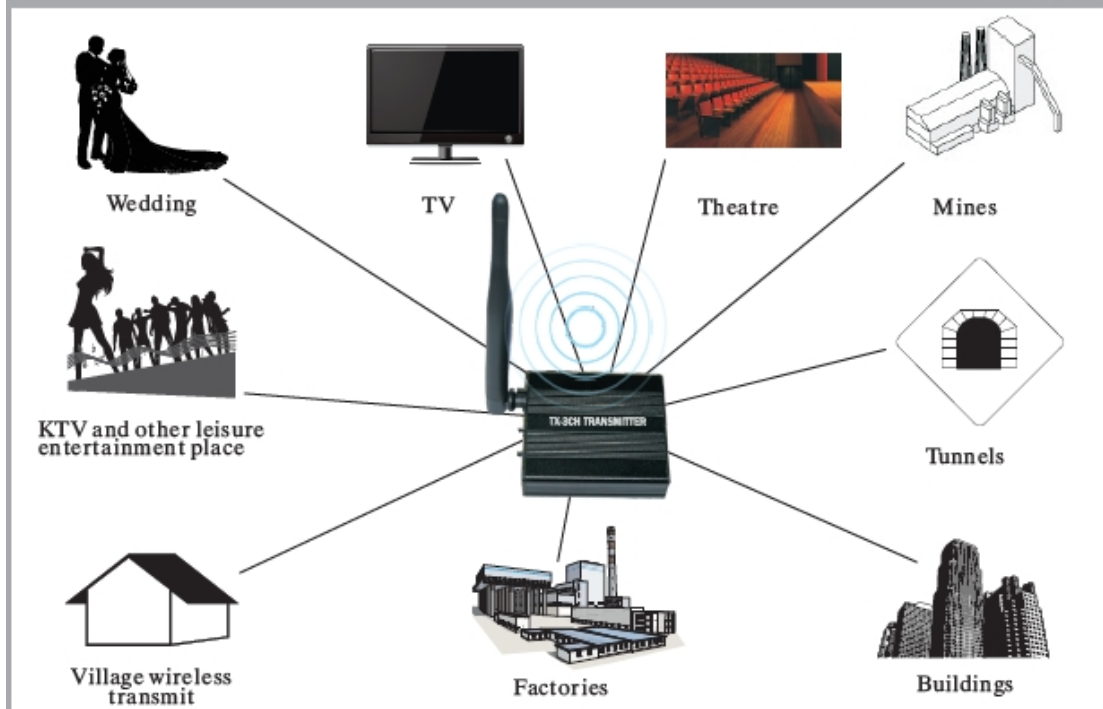 Wedding
TV
Theatre
Mines
KTV and other leisure
entertainment place
TX-3CH TRANSMITTER
Tunnels
Village wireless
transmit
Factories
Buildings